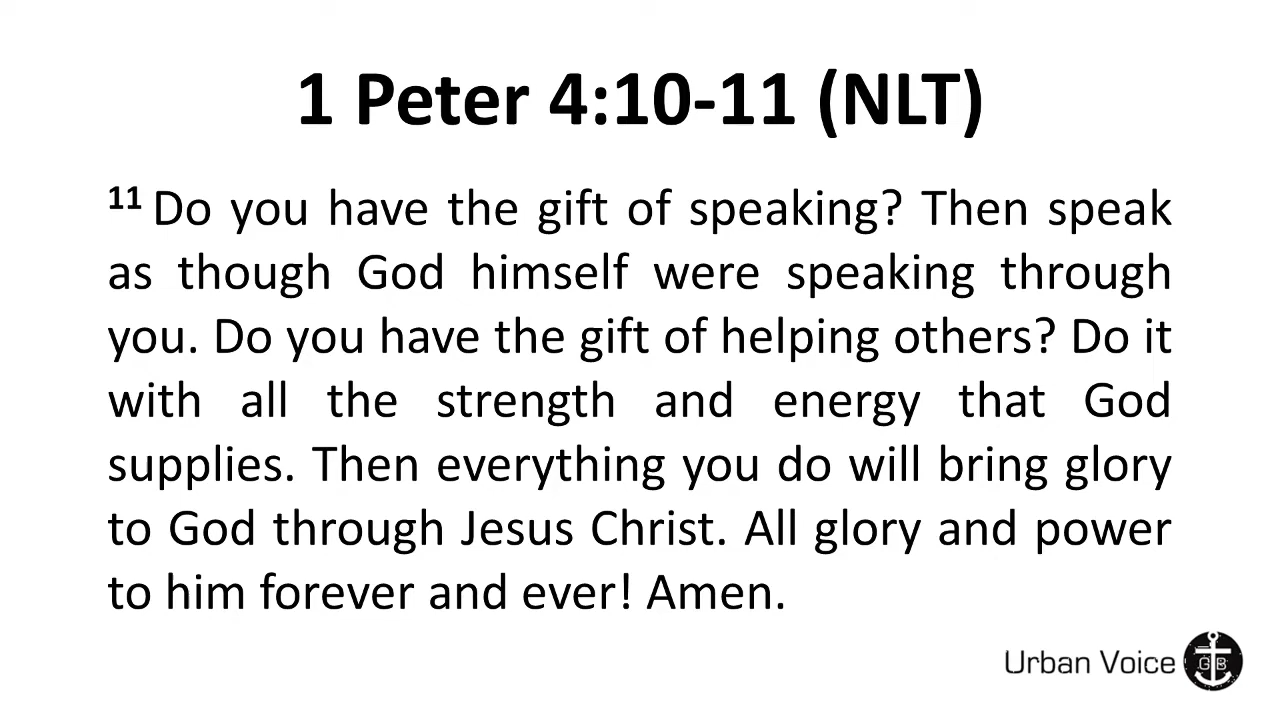 1 Peter 4:10-11 (NLT)
11 Do you have the gift of speaking? Then speak
as though God himself were speaking through
you. Do you have the gift of helping others? Do it
with all the strength and energy that God
supplies. Then everything you do will bring glory
to God through Jesus Christ. All glory and power
to him forever and ever! Amen.
Urban Voice
G B